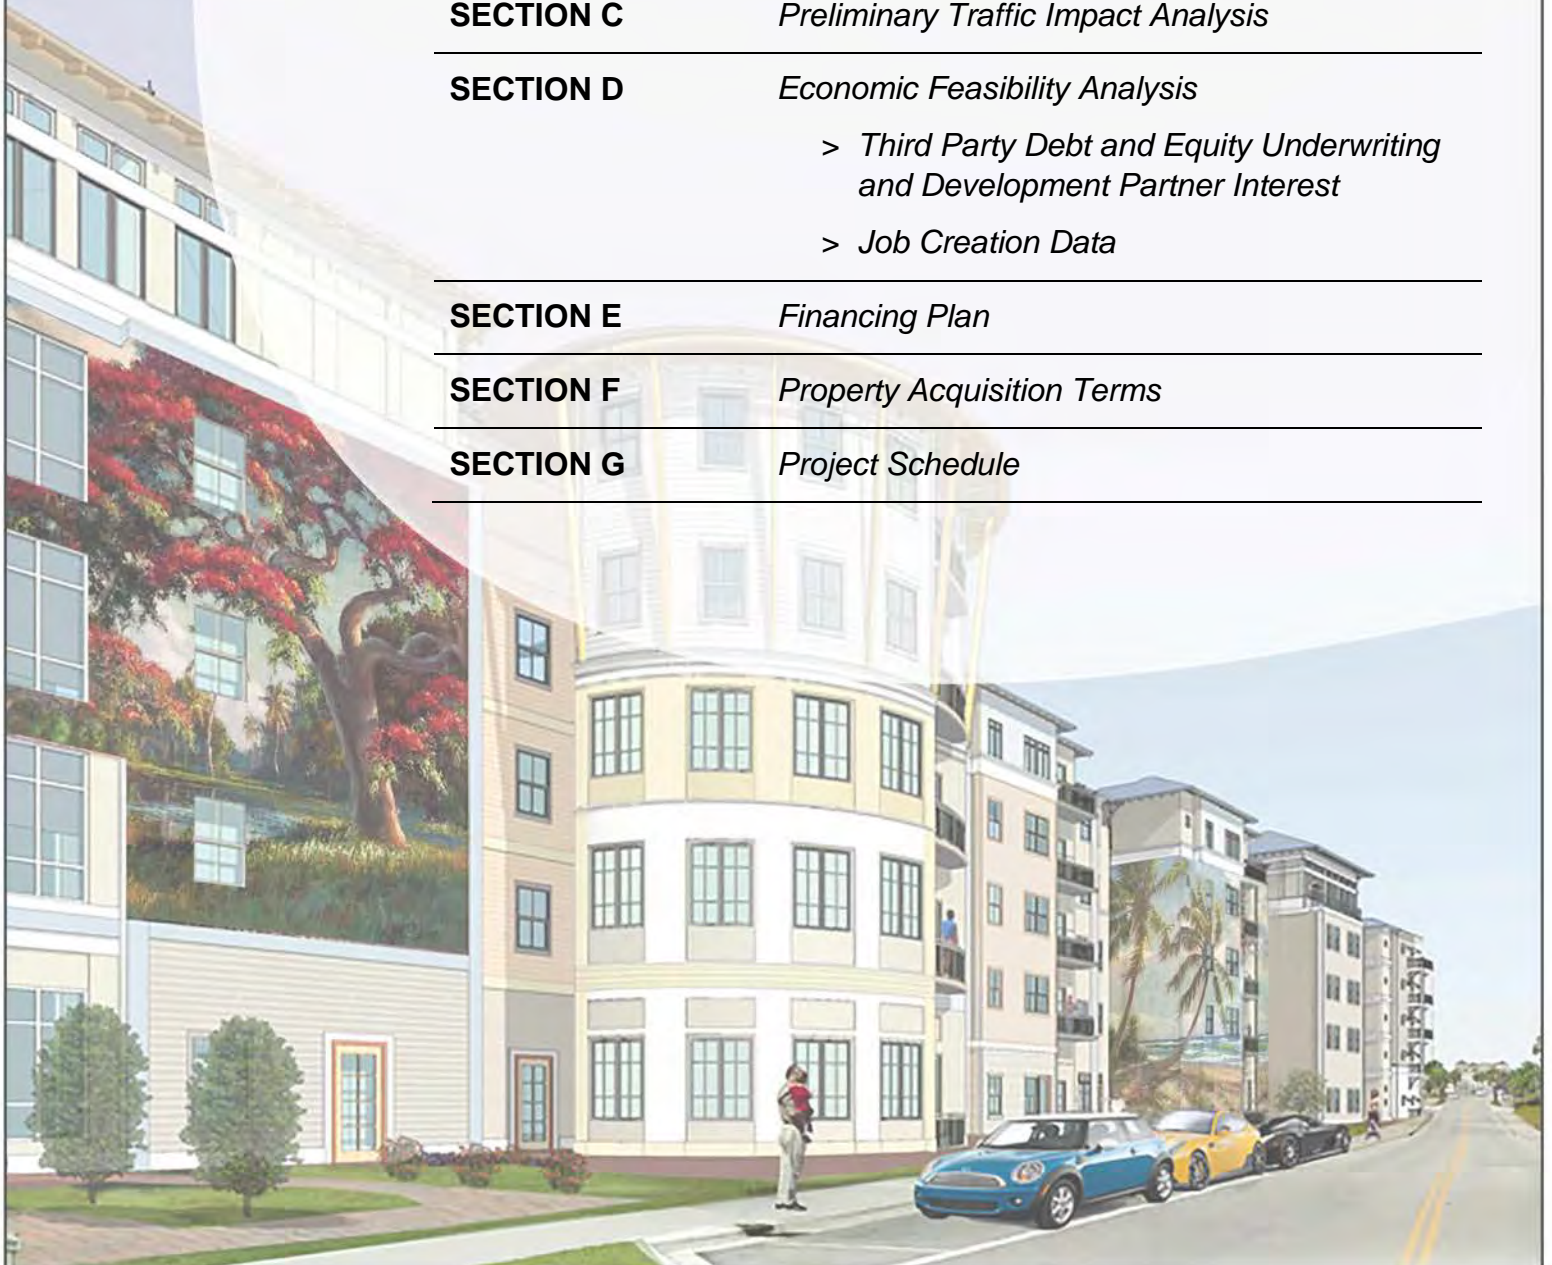 SECTION C Preliminary Traffic Impact Analysis
SECTION D Economic Feasibility Analysis
> Third Party Debt and Equity Underwriting
and Development Partner Interest
> Job Creation Data
SECTION E Financing Plan
SECTION F Property Acquisition Terms
SECTION G Project Schedule